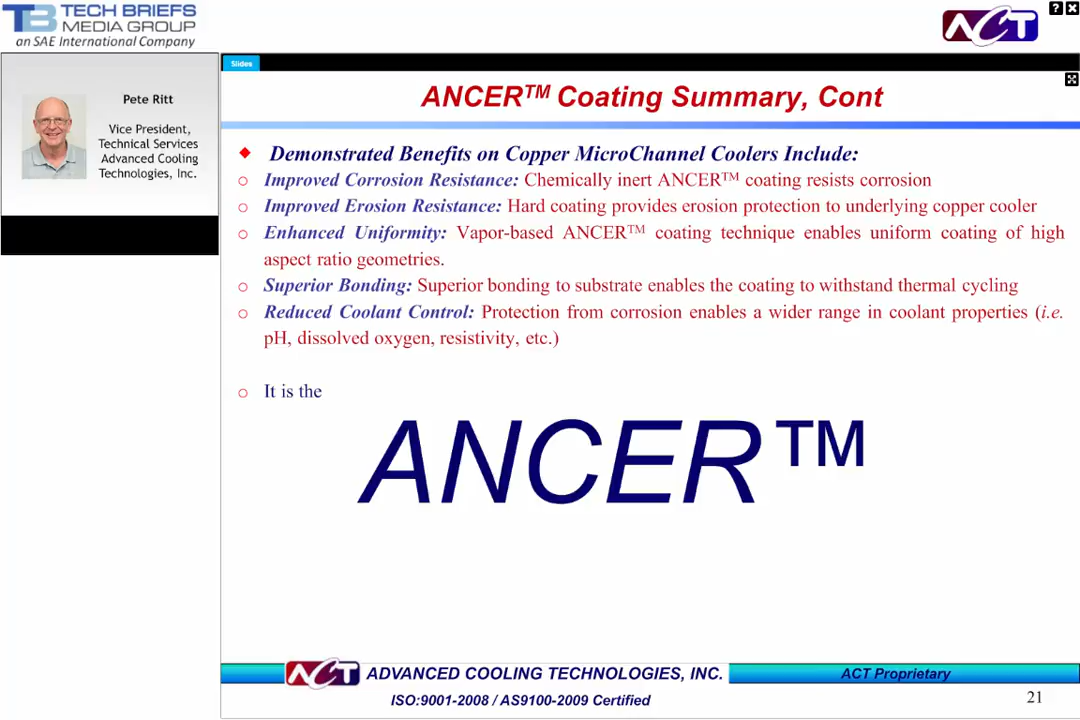 TB TECH BRIEFS
MEDIA GROUP
an SAE International Company
ACT
? X
Slides
Pete Ritt
Vice President,
Technical Services
Advanced Cooling
Technologies, Inc.
ANCER™ Coating Summary, Cont
Demonstrated Benefits on Copper MicroChannel Coolers Include:
Improved Corrosion Resistance: Chemically inert ANCER™ coating resists corrosion
Improved Erosion Resistance: Hard coating provides erosion protection to underlying copper cooler
Enhanced Uniformity: Vapor-based ANCER™ coating technique enables uniform coating of high
aspect ratio geometries.
Superior Bonding: Superior bonding to substrate enables the coating to withstand thermal cycling
Reduced Coolant Control: Protection from corrosion enables a wider range in coolant properties (i.e.
pH, dissolved oxygen, resistivity, etc.)
It is the
ANCER™
ACT ADVANCED COOLING TECHNOLOGIES, INC. ACT Proprietary
ISO:9001-2008 / AS9100-2009 Certified
21